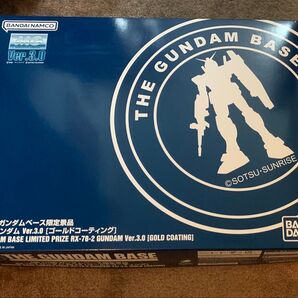 BANDAI NAMCO
MG
Ver.3.0
THE GUNDAM BASE
©SOTSU・SUNRISE
ガンダムベース限定景品
ンダム Ver.3.0 [ゴールドコーティング]
AM BASE LIMITED PRIZE RX-78-2 GUNDAM Ver.3.0 [GOLD COATING]
BANDAI
THE GUNDAM BASE